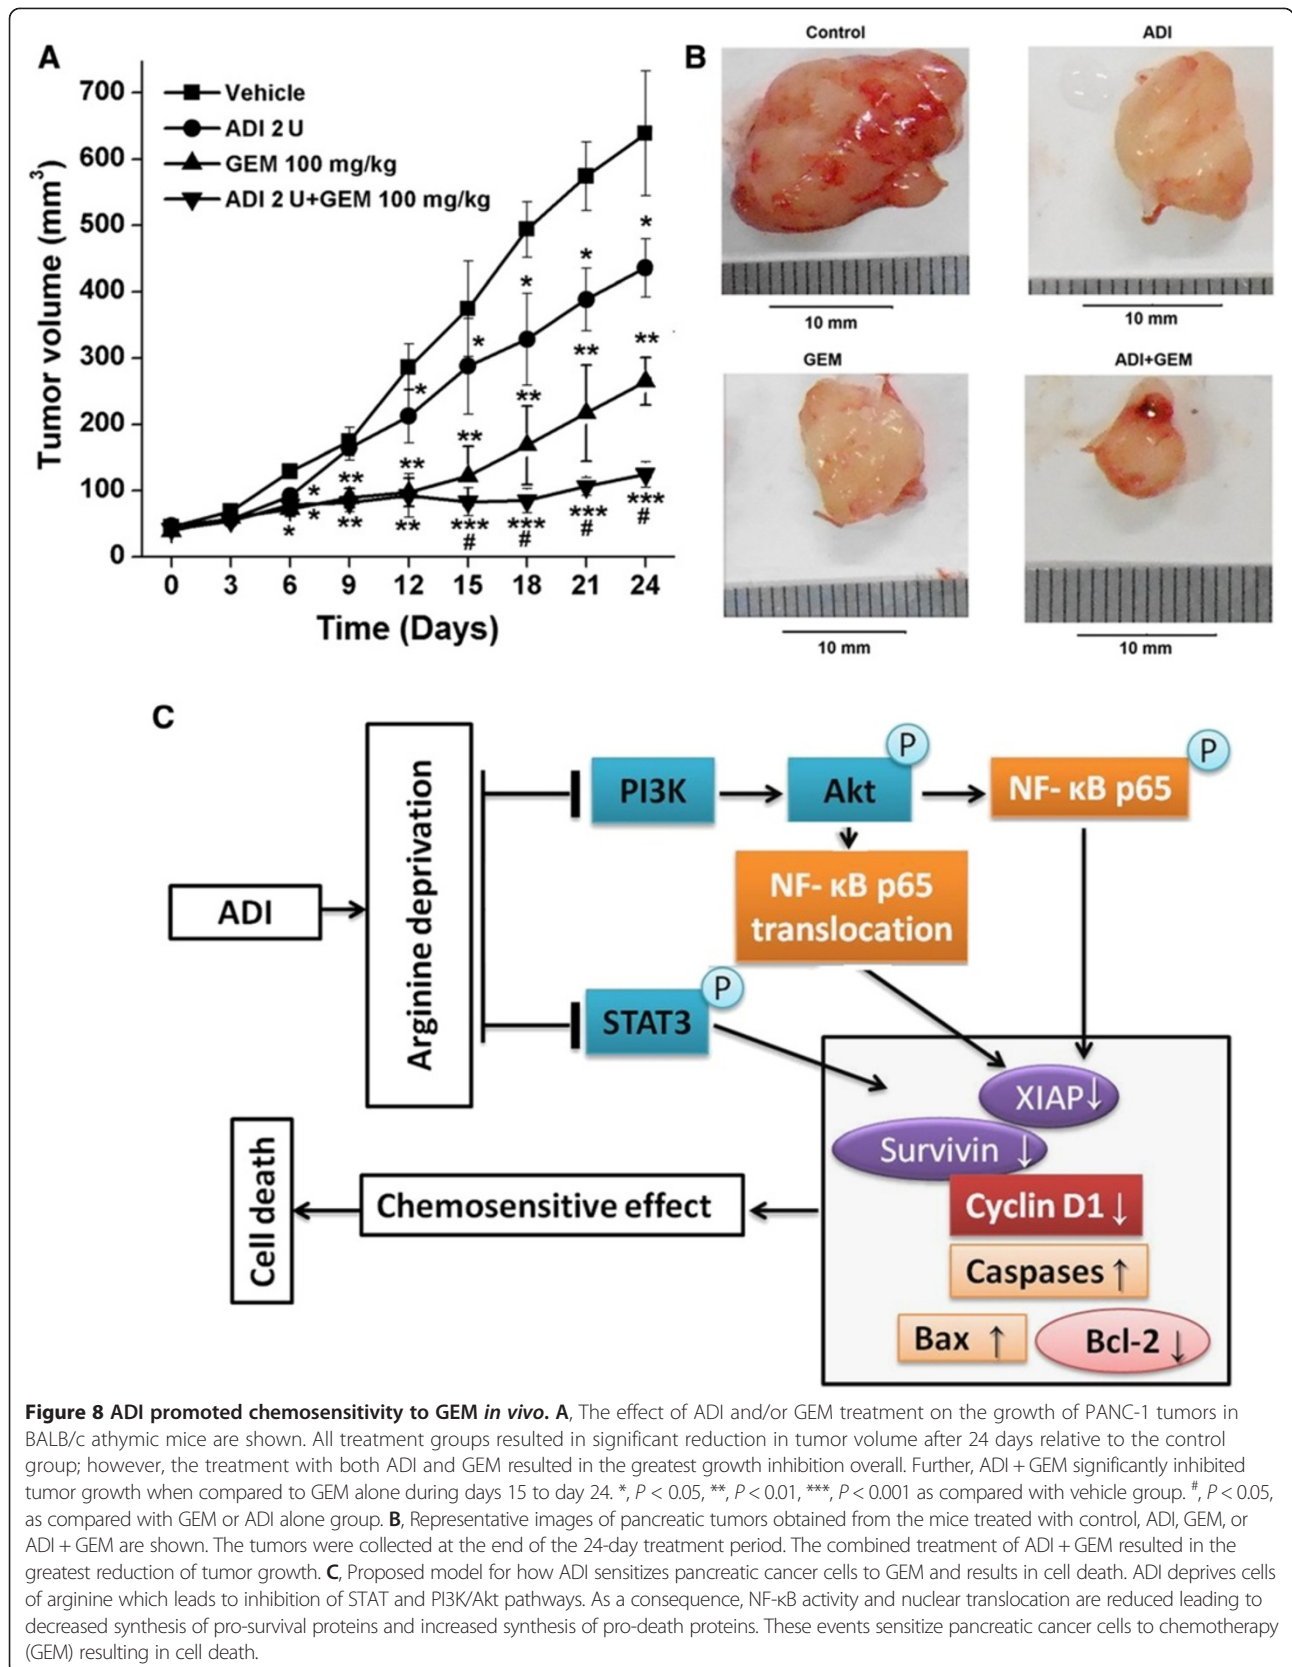 A
Tumor volume (mm³)
700
600
500
400
300
200
100
0
Vehicle
ADI 2 U
GEM 100 mg/kg
ADI 2 U+GEM 100 mg/kg
*
*
*
*
*
**
**
**
**
**
**
*
*
*
**
**
***
***
***
***
#
#
#
#
0 3 6 9 12 15 18 21 24
Time (Days)
B
Control
10 mm
ADI
10 mm
GEM
10 mm
ADI+GEM
10 mm
C
ADI
Arginine deprivation
PI3K
Akt
P
NF- κB p65
P
NF- κB p65
translocation
STAT3
P
XIAP↓
Survivin ↓
Cyclin D1 ↓
Caspases ↑
Bax ↑
Bcl-2 ↓
Chemosensitive effect
Cell death
Figure 8 ADI promoted chemosensitivity to GEM in vivo. A, The effect of ADI and/or GEM treatment on the growth of PANC-1 tumors in
BALB/c athymic mice are shown. All treatment groups resulted in significant reduction in tumor volume after 24 days relative to the control
group; however, the treatment with both ADI and GEM resulted in the greatest growth inhibition overall. Further, ADI + GEM significantly inhibited
tumor growth when compared to GEM alone during days 15 to day 24. *, P < 0.05, **, P < 0.01, ***, P < 0.001 as compared with vehicle group. #, P < 0.05,
as compared with GEM or ADI alone group. B, Representative images of pancreatic tumors obtained from the mice treated with control, ADI, GEM, or
ADI + GEM are shown. The tumors were collected at the end of the 24-day treatment period. The combined treatment of ADI + GEM resulted in the
greatest reduction of tumor growth. C, Proposed model for how ADI sensitizes pancreatic cancer cells to GEM and results in cell death. ADI deprives cells
of arginine which leads to inhibition of STAT and PI3K/Akt pathways. As a consequence, NF-κB activity and nuclear translocation are reduced leading to
decreased synthesis of pro-survival proteins and increased synthesis of pro-death proteins. These events sensitize pancreatic cancer cells to chemotherapy
(GEM) resulting in cell death.